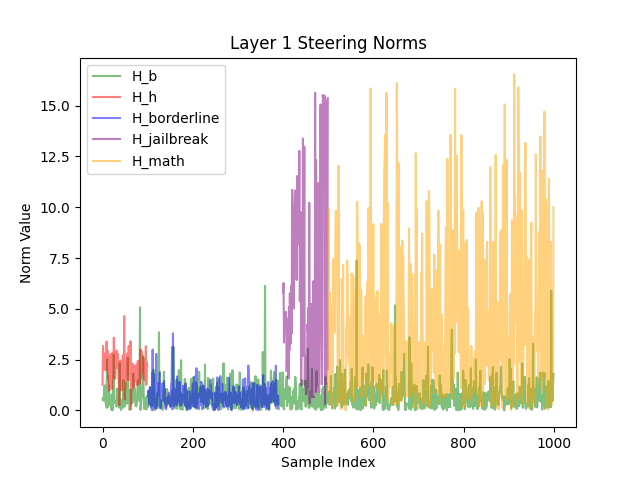 Layer 1 Steering Norms
H_b
H_h
H_borderline
H_jailbreak
H_math
Norm Value
15.0
12.5
10.0
7.5
5.0
2.5
0.0
0 200 400 600 800 1000
Sample Index